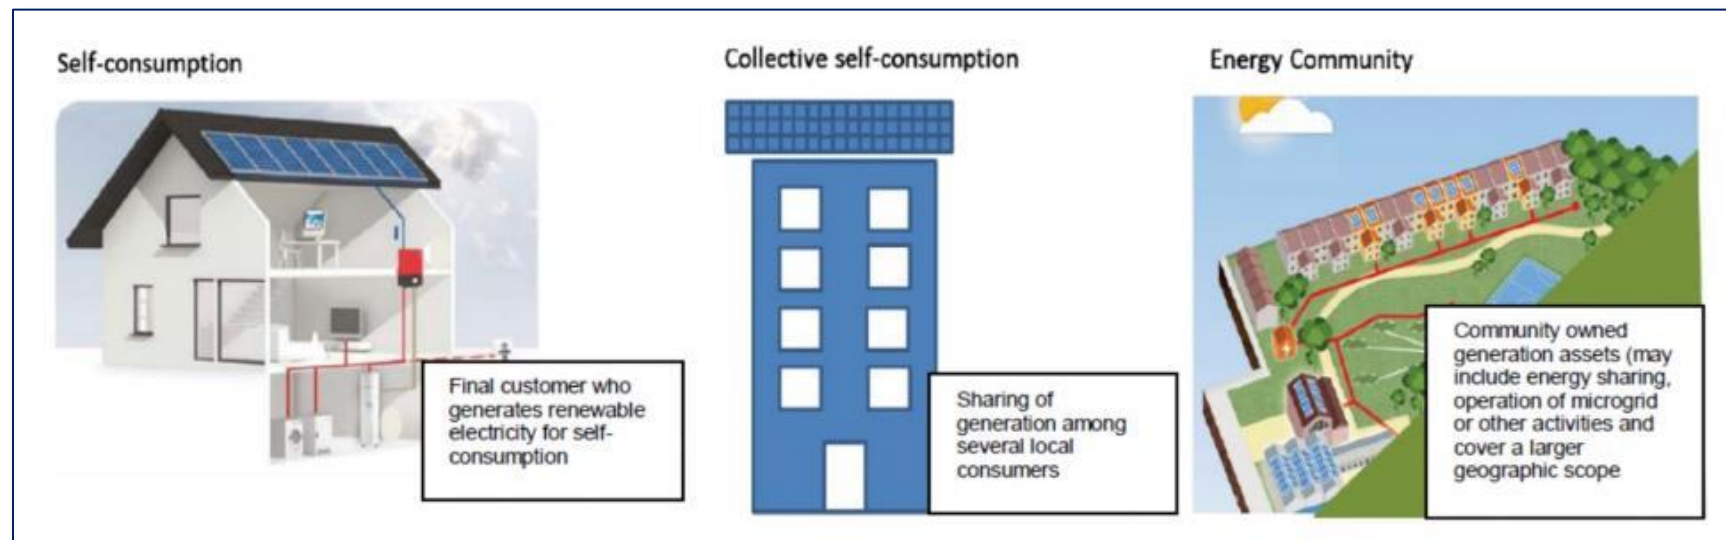 Self-consumption
Final customer who
generates renewable
electricity for self-
consumption
Collective self-consumption
Sharing of
generation among
several local
consumers
Energy Community
Community owned
generation assets (may
include energy sharing,
operation of microgrid
or other activities and
cover a larger
geographic scope